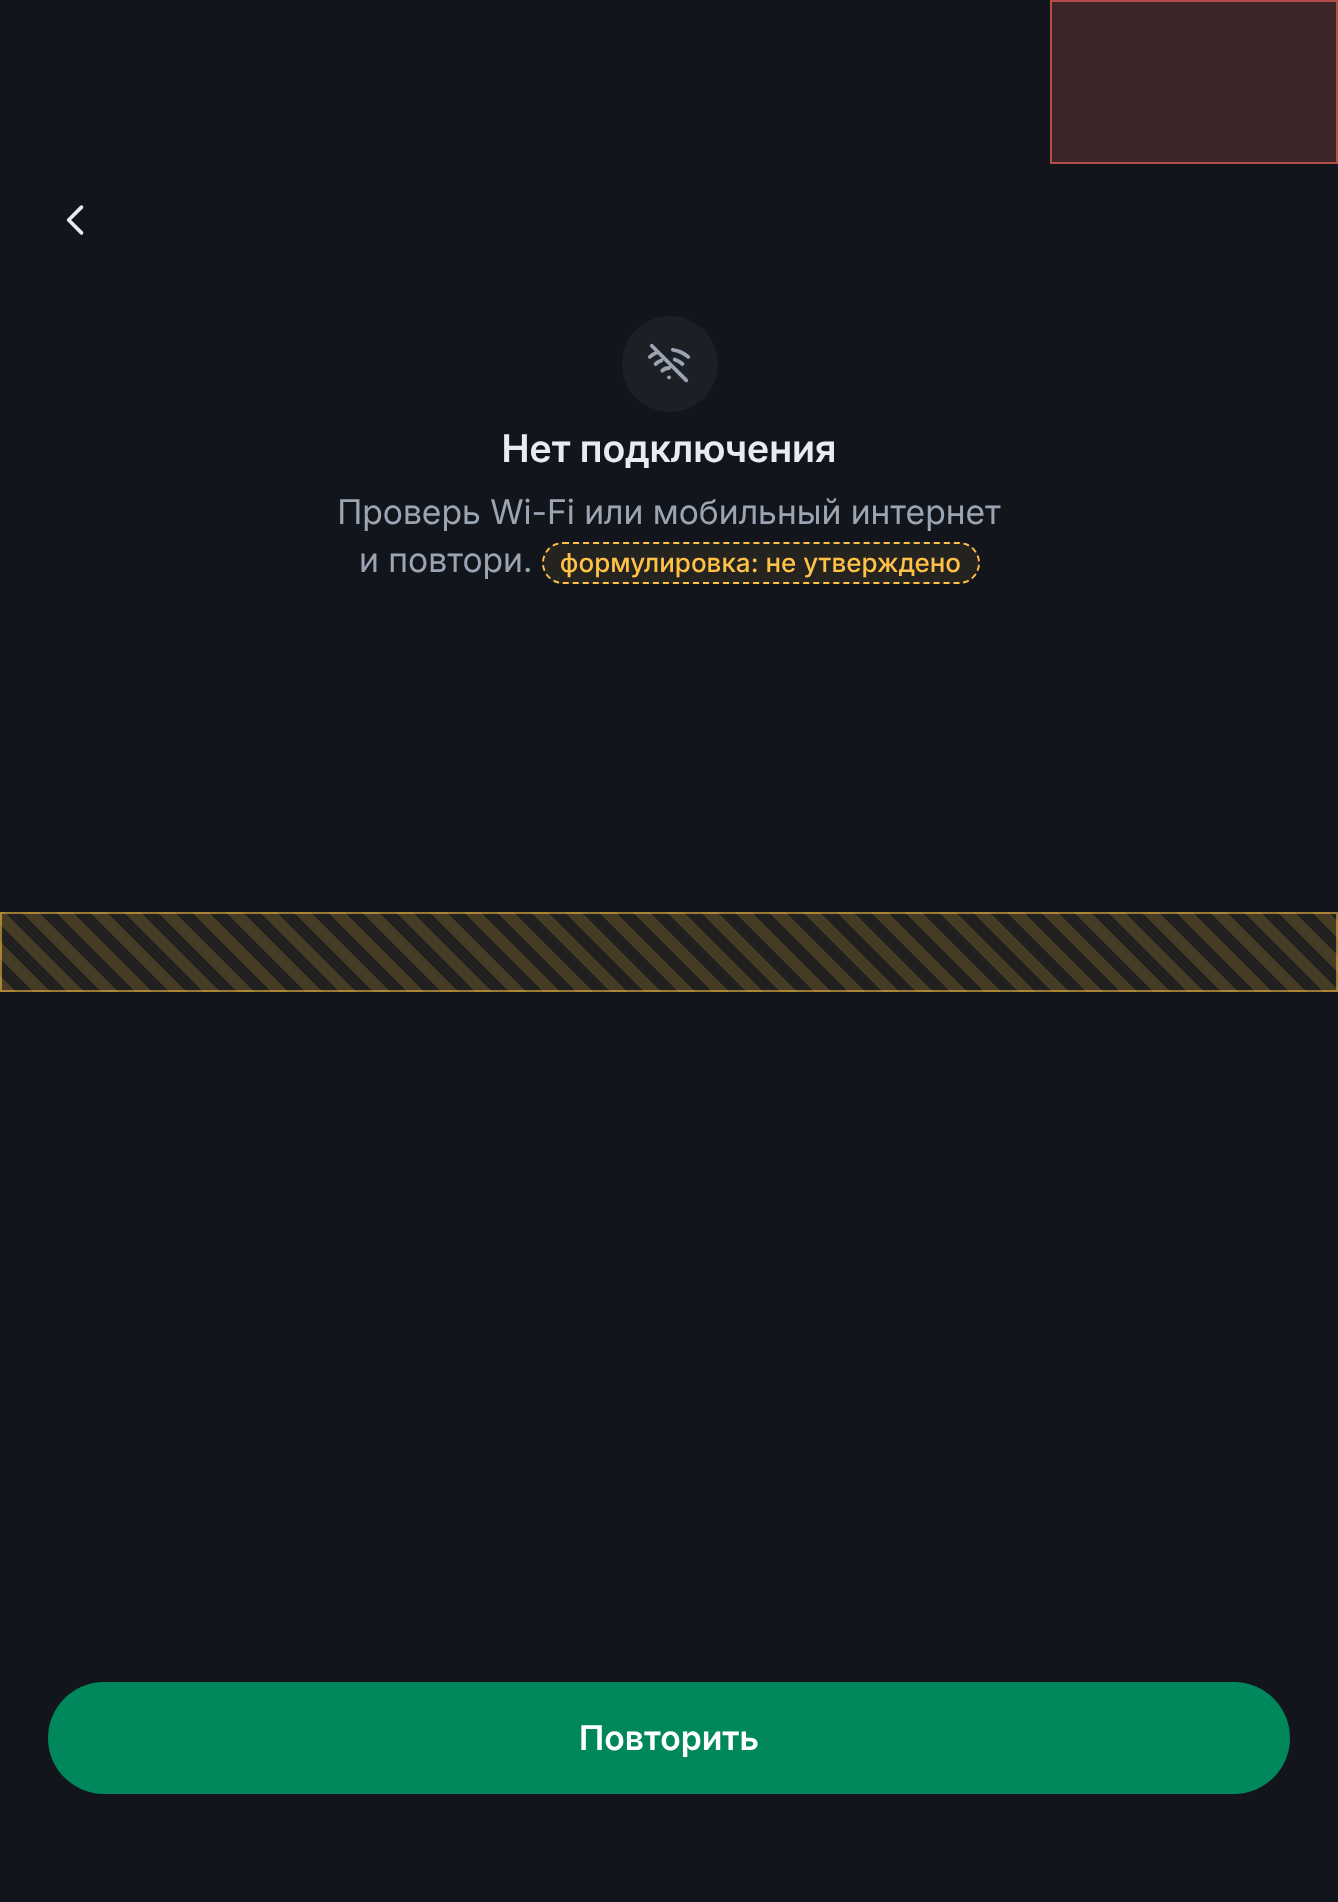 Нет подключения
Проверь Wi-Fi или мобильный интернет
и повтори. формулировка: не утверждено
Повторить